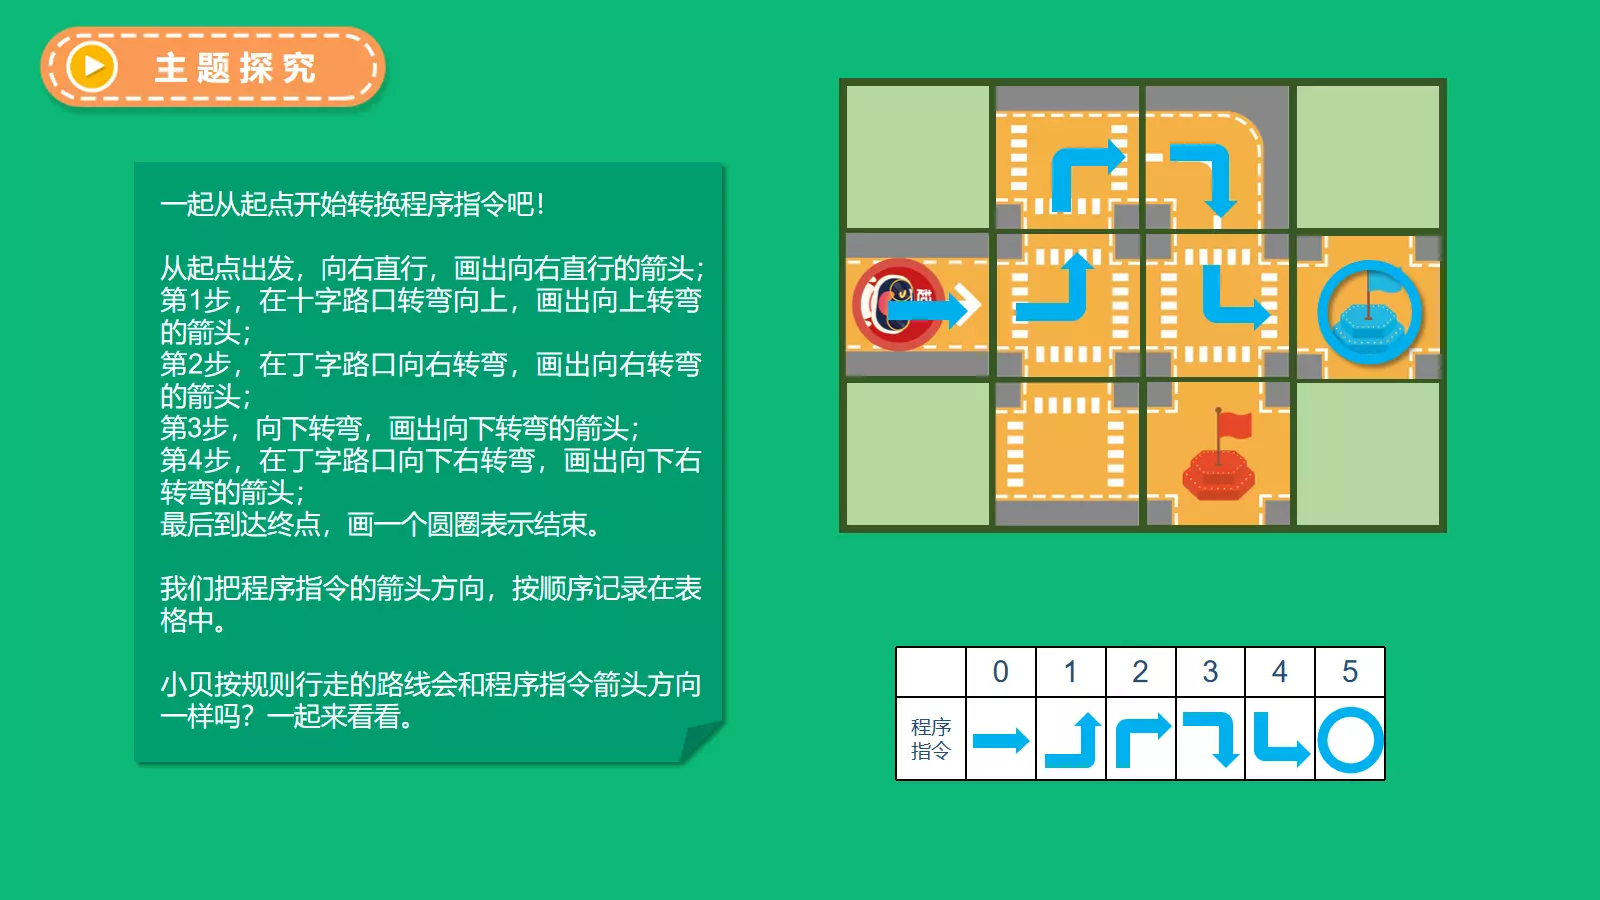 主题探究
一起从起点开始转换程序指令吧！
从起点出发，向右直行，画出向右直行的箭头；
第1步，在十字路口转弯向上，画出向上转弯
的箭头；
第2步，在丁字路口向右转弯，画出向右转弯
的箭头；
第3步，向下转弯，画出向下转弯的箭头；
第4步，在丁字路口向下右转弯，画出向下右
转弯的箭头；
最后到达终点，画一个圆圈表示结束。
我们把程序指令的箭头方向，按顺序记录在表
格中。
小贝按规则行走的路线会和程序指令箭头方向
一样吗？一起来看看。
0 1 2 3 4 5
程序
指令